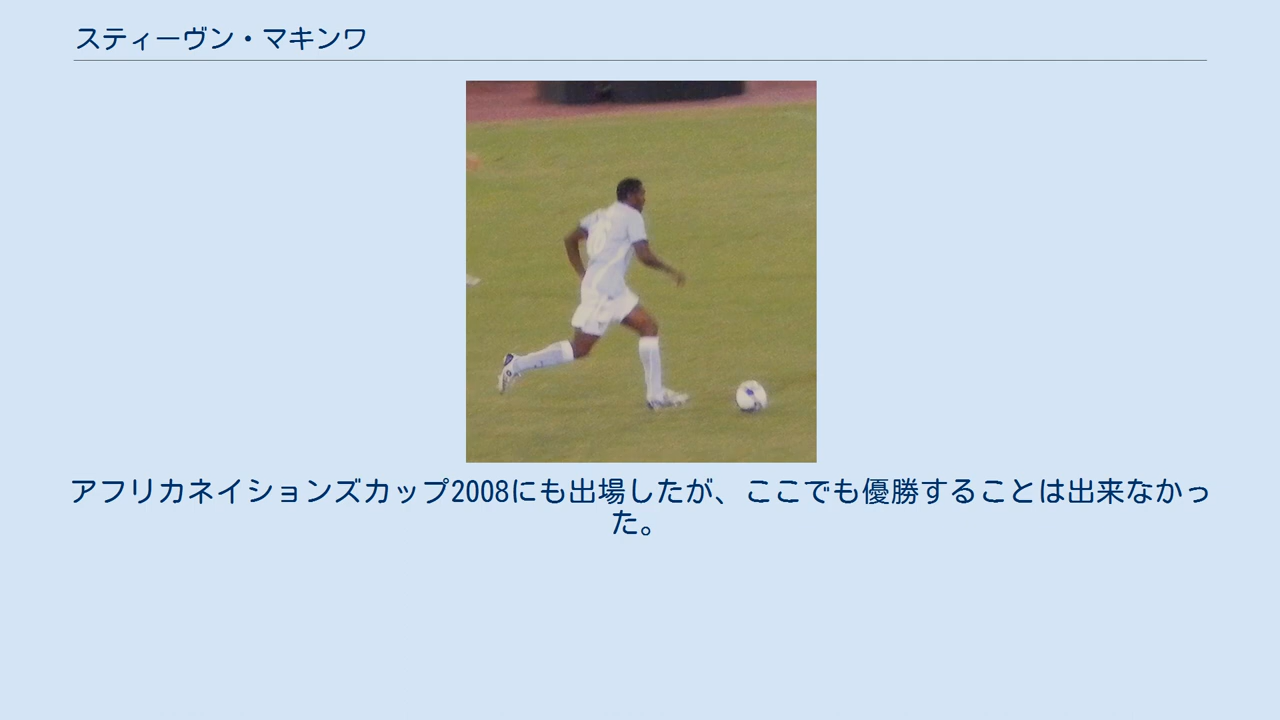 スティーヴン・マキンワ
アフリカネイションズカップ2008にも出場したが、ここでも優勝することは出来なかっ
た。